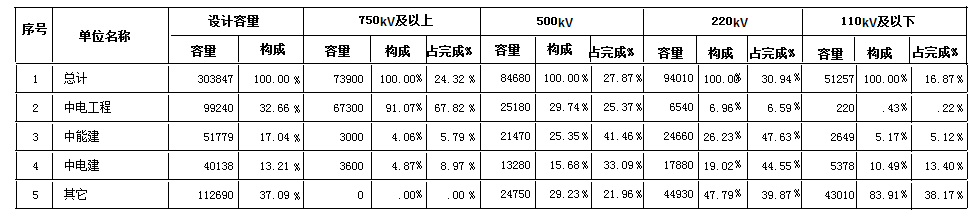 序号 单位名称 设计容量 750kV及以上 500kV 220kV 110kV及以下
容量 构成 容量 构成 占完成% 容量 构成 占完成% 容量 构成 占完成% 容量 构成 占完成%
1 总计 303847 100.00% 73900 100.00% 24.32% 84680 100.00% 27.87% 94010 100.00% 30.94% 51257 100.00% 16.87%
2 中电工程 99240 32.66% 67300 91.07% 67.82% 25180 29.74% 25.37% 6540 6.96% 6.59% 220 .43% .22%
3 中能建 51779 17.04% 3000 4.06% 5.79% 21470 25.35% 41.46% 24660 26.23% 47.63% 2649 5.17% 5.12%
4 中电建 40138 13.21% 3600 4.87% 8.97% 13280 15.68% 33.09% 17880 19.02% 44.55% 5378 10.49% 13.40%
5 其它 112690 37.09% 0 .00% .00% 24750 29.23% 21.96% 44930 47.79% 39.87% 43010 83.91% 38.17%